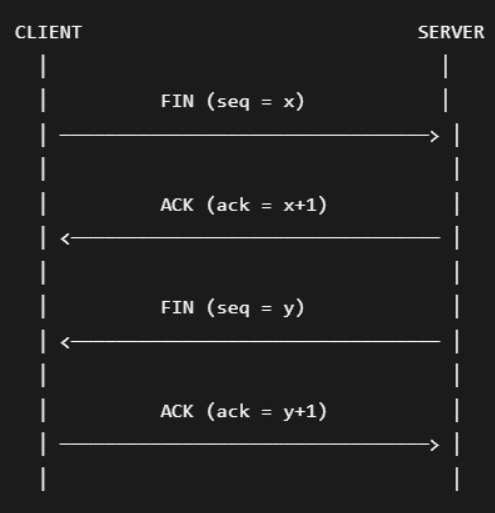 CLIENT SERVER
FIN (seq = x)
ACK (ack = x+1)
FIN (seq = y)
ACK (ack = y+1)